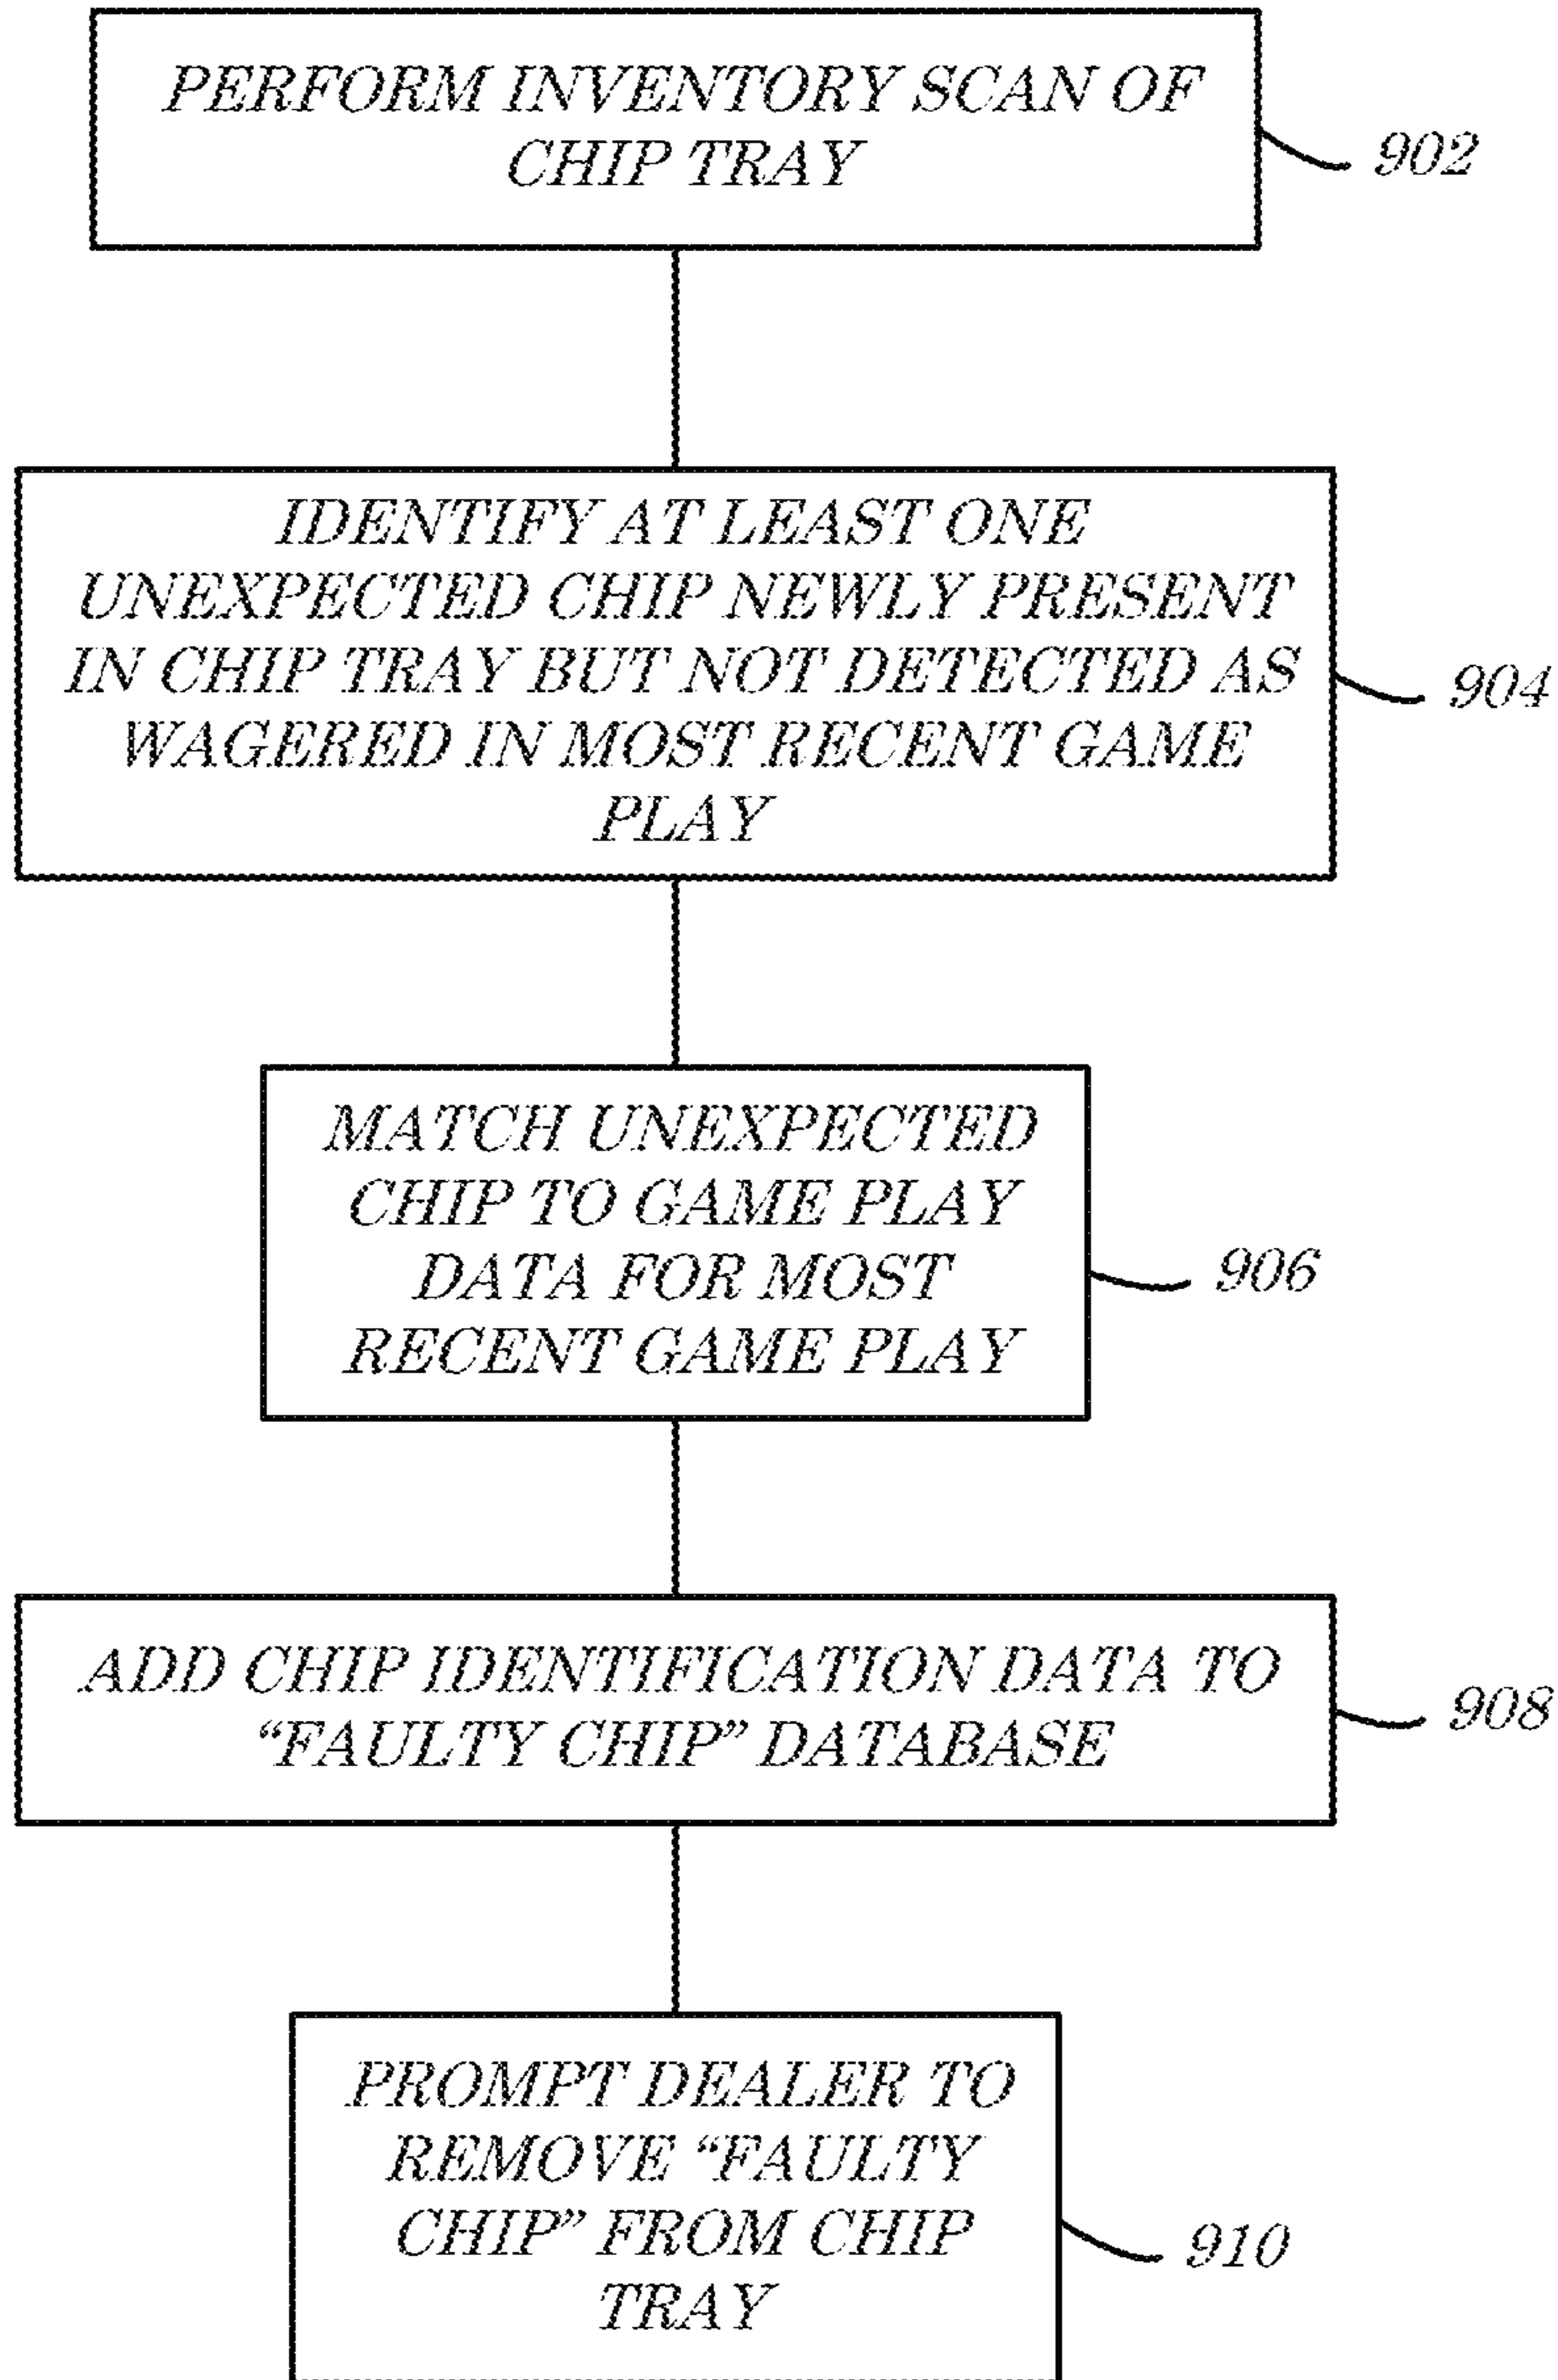 PERFORM INVENTORY SCAN OF
CHIP TRAY
902
IDENTIFY AT LEAST ONE
UNEXPECTED CHIP NEWLY PRESENT
IN CHIP TRAY BUT NOT DETECTED AS
WAGERED IN MOST RECENT GAME
PLAY
904
MATCH UNEXPECTED
CHIP TO GAME PLAY
DATA FOR MOST
RECENT GAME PLAY
906
ADD CHIP IDENTIFICATION DATA TO
“FAULTY CHIP” DATABASE
908
PROMPT DEALER TO
REMOVE “FAULTY
CHIP” FROM CHIP
TRAY
910